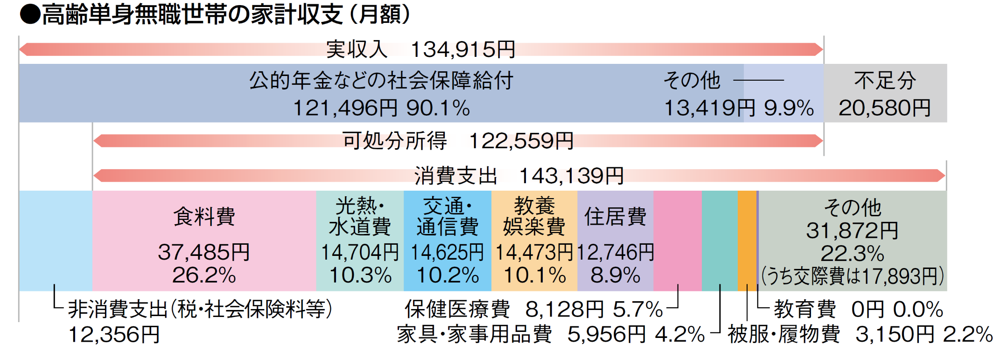 ●高齢単身無職世帯の家計収支（月額）
実収入　134,915円
公的年金などの社会保障給付
121,496円 90.1%
その他
13,419円 9.9%
不足分
20,580円
可処分所得　122,559円
消費支出　143,139円
食料費
37,485円
26.2%
光熱・
水道費
14,704円
10.3%
交通・
通信費
14,625円
10.2%
教養
娯楽費
14,473円
10.1%
住居費
12,746円
8.9%
その他
31,872円
22.3%
（うち交際費は17,893円）
非消費支出（税・社会保険料等）
12,356円
保健医療費　8,128円 5.7%
家具・家事用品費　5,956円 4.2%
教育費　0円 0.0%
被服・履物費　3,150円 2.2%